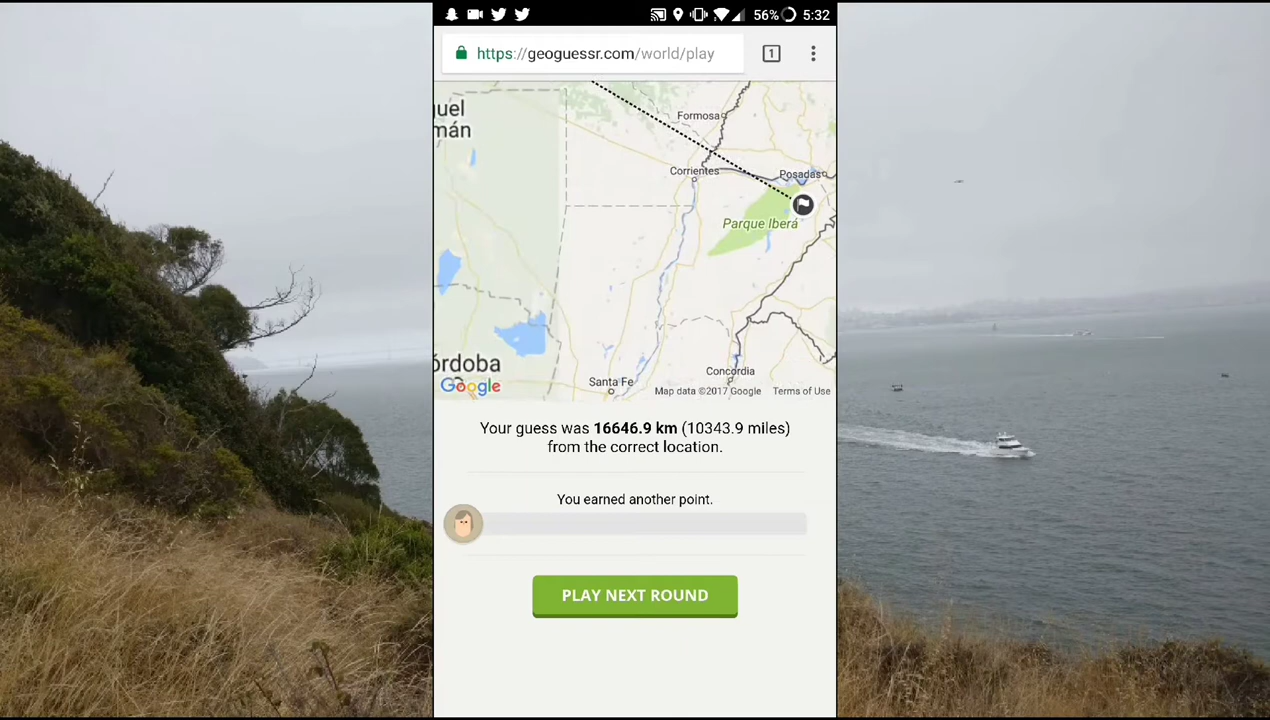 56% 5:32
https://geoguessr.com/world/play
1
uel
mán
Formosa
Corrientes
Posadas
Parque Iberá
órdoba
Concordia
Santa Fe
Google
Map data ©2017 Google Terms of Use
Your guess was 16646.9 km (10343.9 miles)
from the correct location.
You earned another point.
PLAY NEXT ROUND